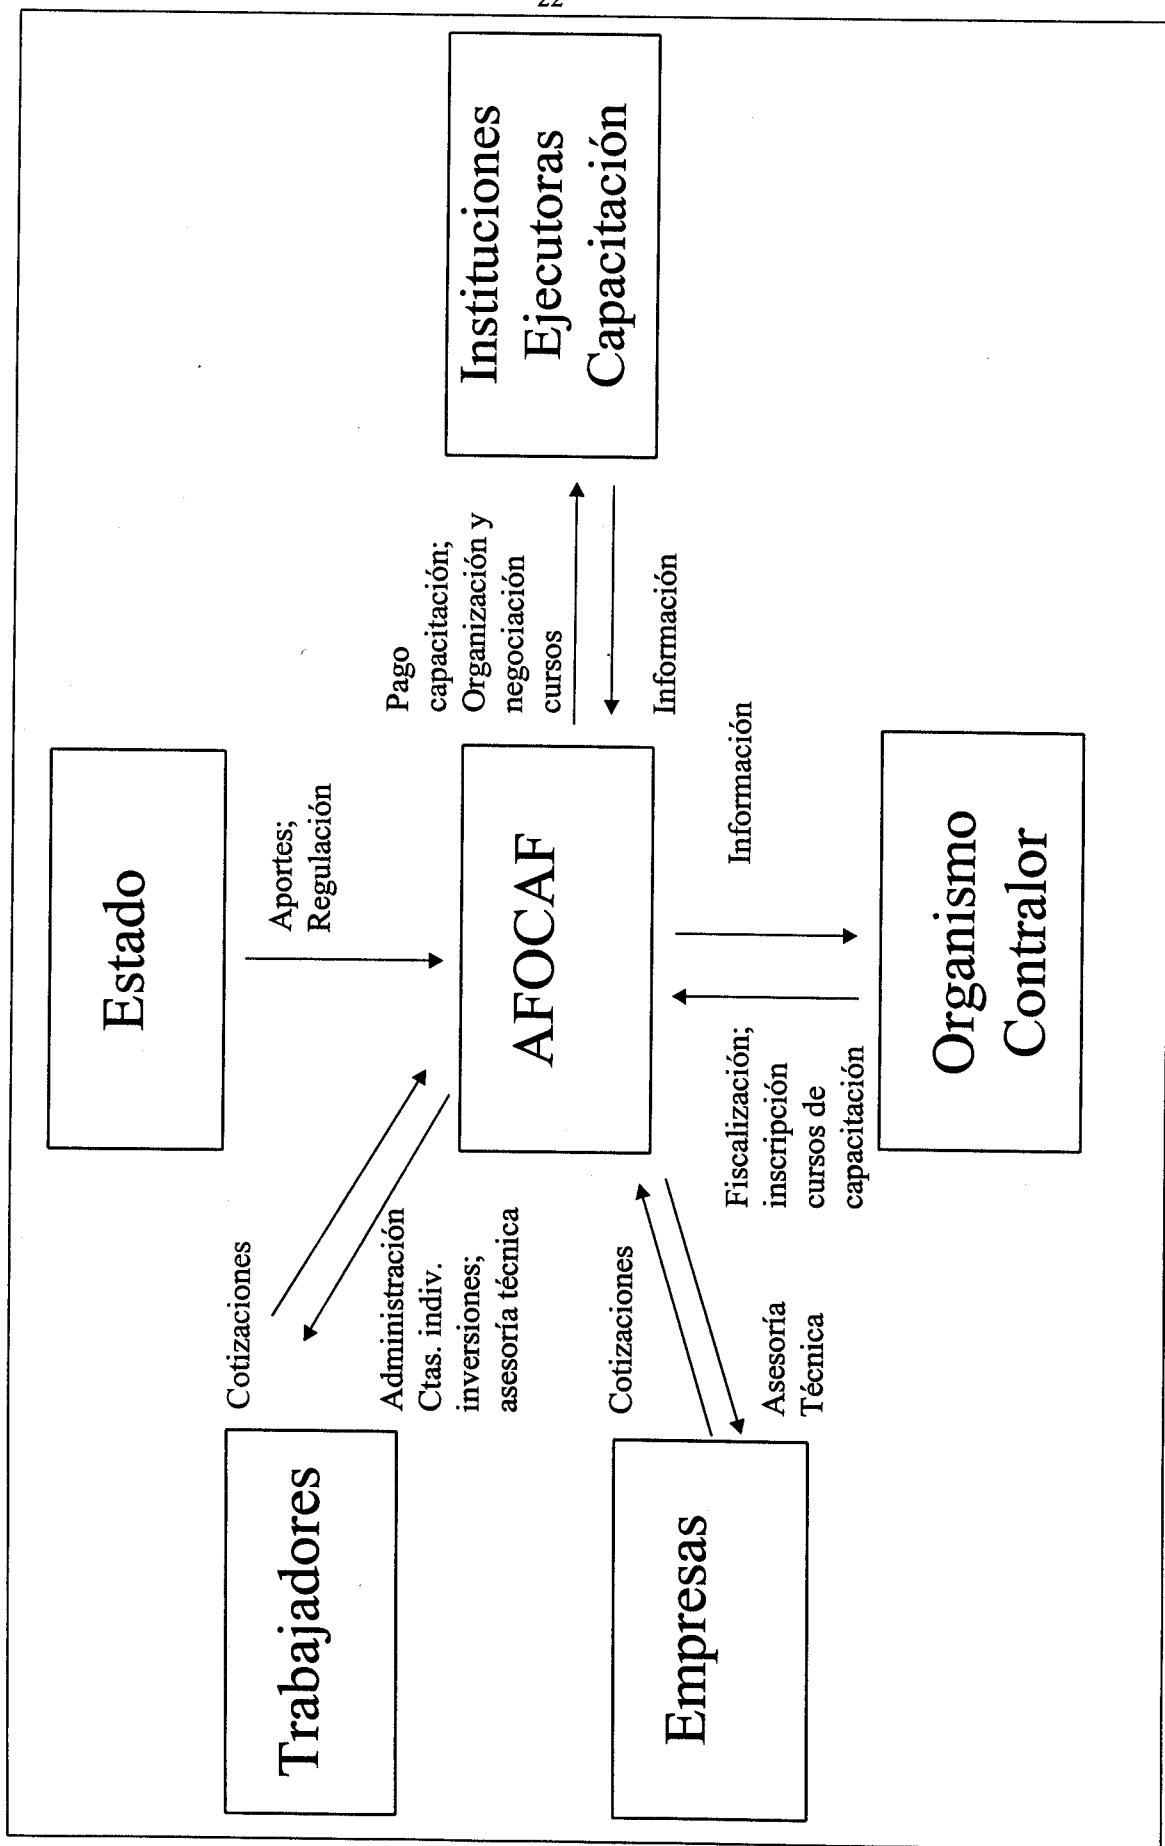 22
Estado
Aportes;
Regulación
Trabajadores
Cotizaciones
Administración
Ctas. indiv.
inversiones;
asesoría técnica
AFOCAF
Pago
capacitación;
Organización y
negociación
cursos
Información
Instituciones
Ejecutoras
Capacitación
Empresas
Cotizaciones
Asesoría
Técnica
Fiscalización;
inscripción
cursos de
capacitación
Información
Organismo
Contralor